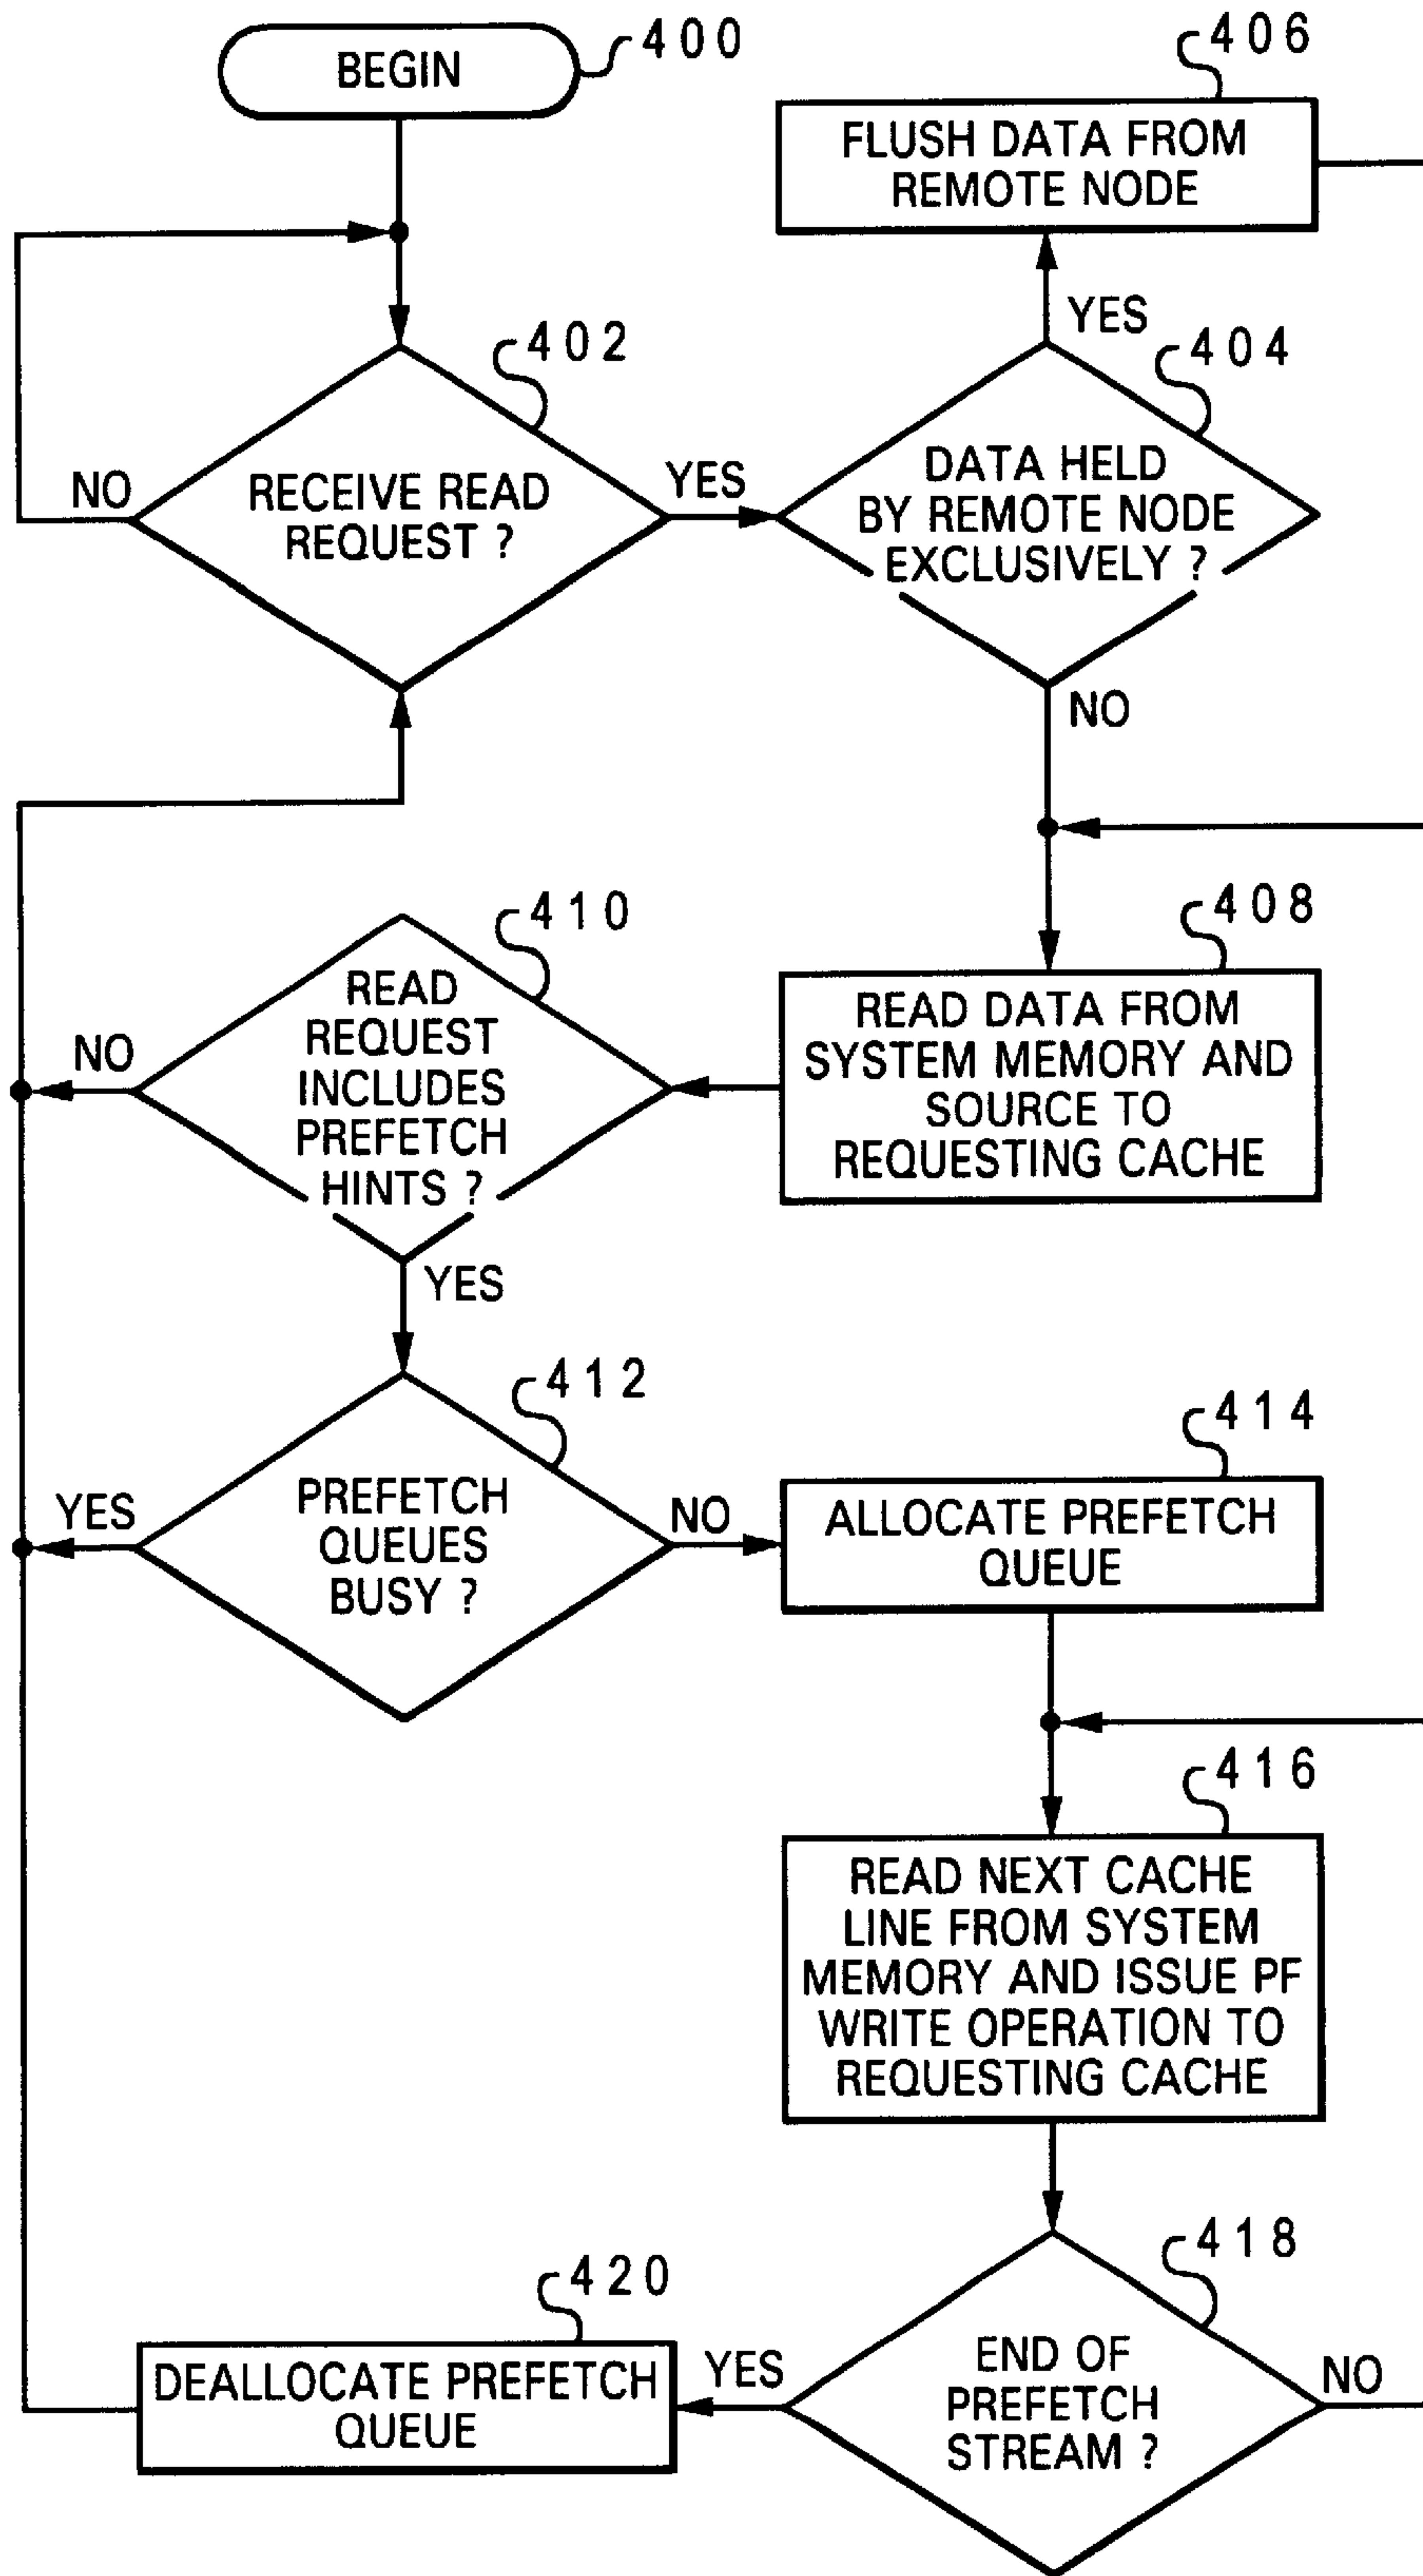 BEGIN
400
406
FLUSH DATA FROM
REMOTE NODE
402
YES
404
NO
RECEIVE READ
REQUEST ?
YES
DATA HELD
BY REMOTE NODE
EXCLUSIVELY ?
NO
410
READ
REQUEST
INCLUDES
PREFETCH
HINTS ?
NO
YES
408
READ DATA FROM
SYSTEM MEMORY AND
SOURCE TO
REQUESTING CACHE
412
YES
PREFETCH
QUEUES
BUSY ?
NO
414
ALLOCATE PREFETCH
QUEUE
416
READ NEXT CACHE
LINE FROM SYSTEM
MEMORY AND ISSUE PF
WRITE OPERATION TO
REQUESTING CACHE
418
END OF
PREFETCH
STREAM ?
NO
YES
420
DEALLOCATE PREFETCH
QUEUE